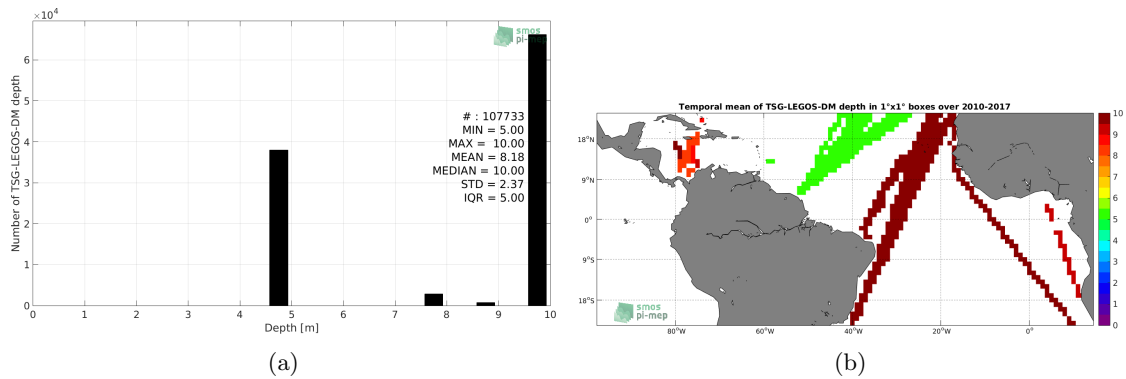 ×10⁴
smos
pi-mep
6
5
4
3
2
1
0
Number of TSG-LEGOS-DM depth
# : 107733
MIN = 5.00
MAX = 10.00
MEAN = 8.18
MEDIAN = 10.00
STD = 2.37
IQR = 5.00
0 1 2 3 4 5 6 7 8 9 10
Depth [m]
(a)
Temporal mean of TSG-LEGOS-DM depth in 1°x1° boxes over 2010-2017
18°N
9°N
0°
9°S
18°S
smos
pi-mep
80°W 60°W 40°W 20°W 0°
10
9
8
7
6
5
4
3
2
1
0
(b)